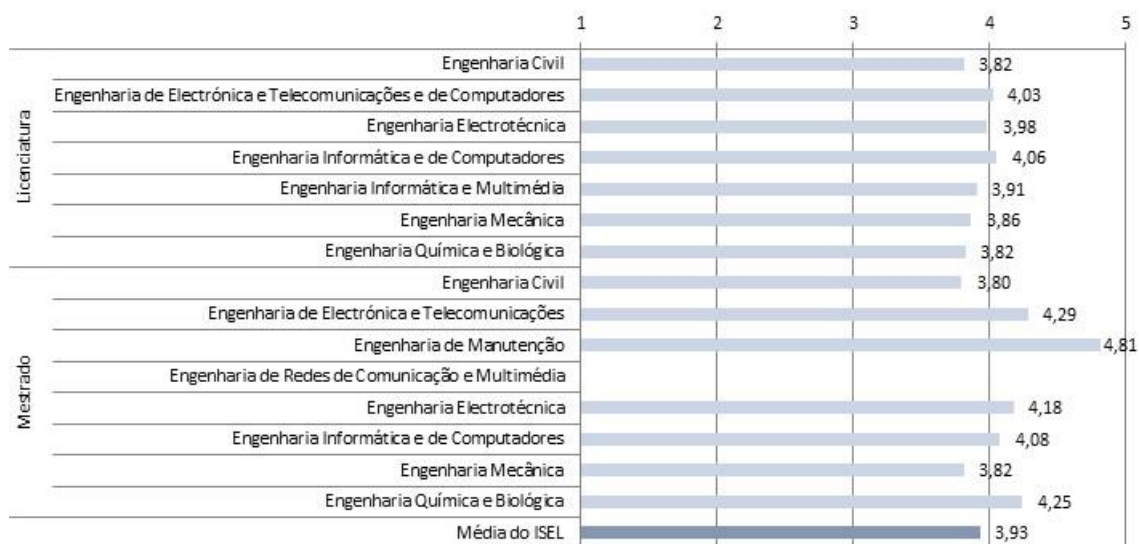 1 2 3 4 5
Licenciatura
Engenharia Civil 3,82
Engenharia de Electrónica e Telecomunicações e de Computadores 4,03
Engenharia Electrotécnica 3,98
Engenharia Informática e de Computadores 4,06
Engenharia Informática e Multimédia 3,91
Engenharia Mecânica 3,86
Engenharia Química e Biológica 3,82
Mestrado
Engenharia Civil 3,80
Engenharia de Electrónica e Telecomunicações 4,29
Engenharia de Manutenção 4,81
Engenharia de Redes de Comunicação e Multimédia
Engenharia Electrotécnica 4,18
Engenharia Informática e de Computadores 4,08
Engenharia Mecânica 3,82
Engenharia Química e Biológica 4,25
Média do ISEL 3,93